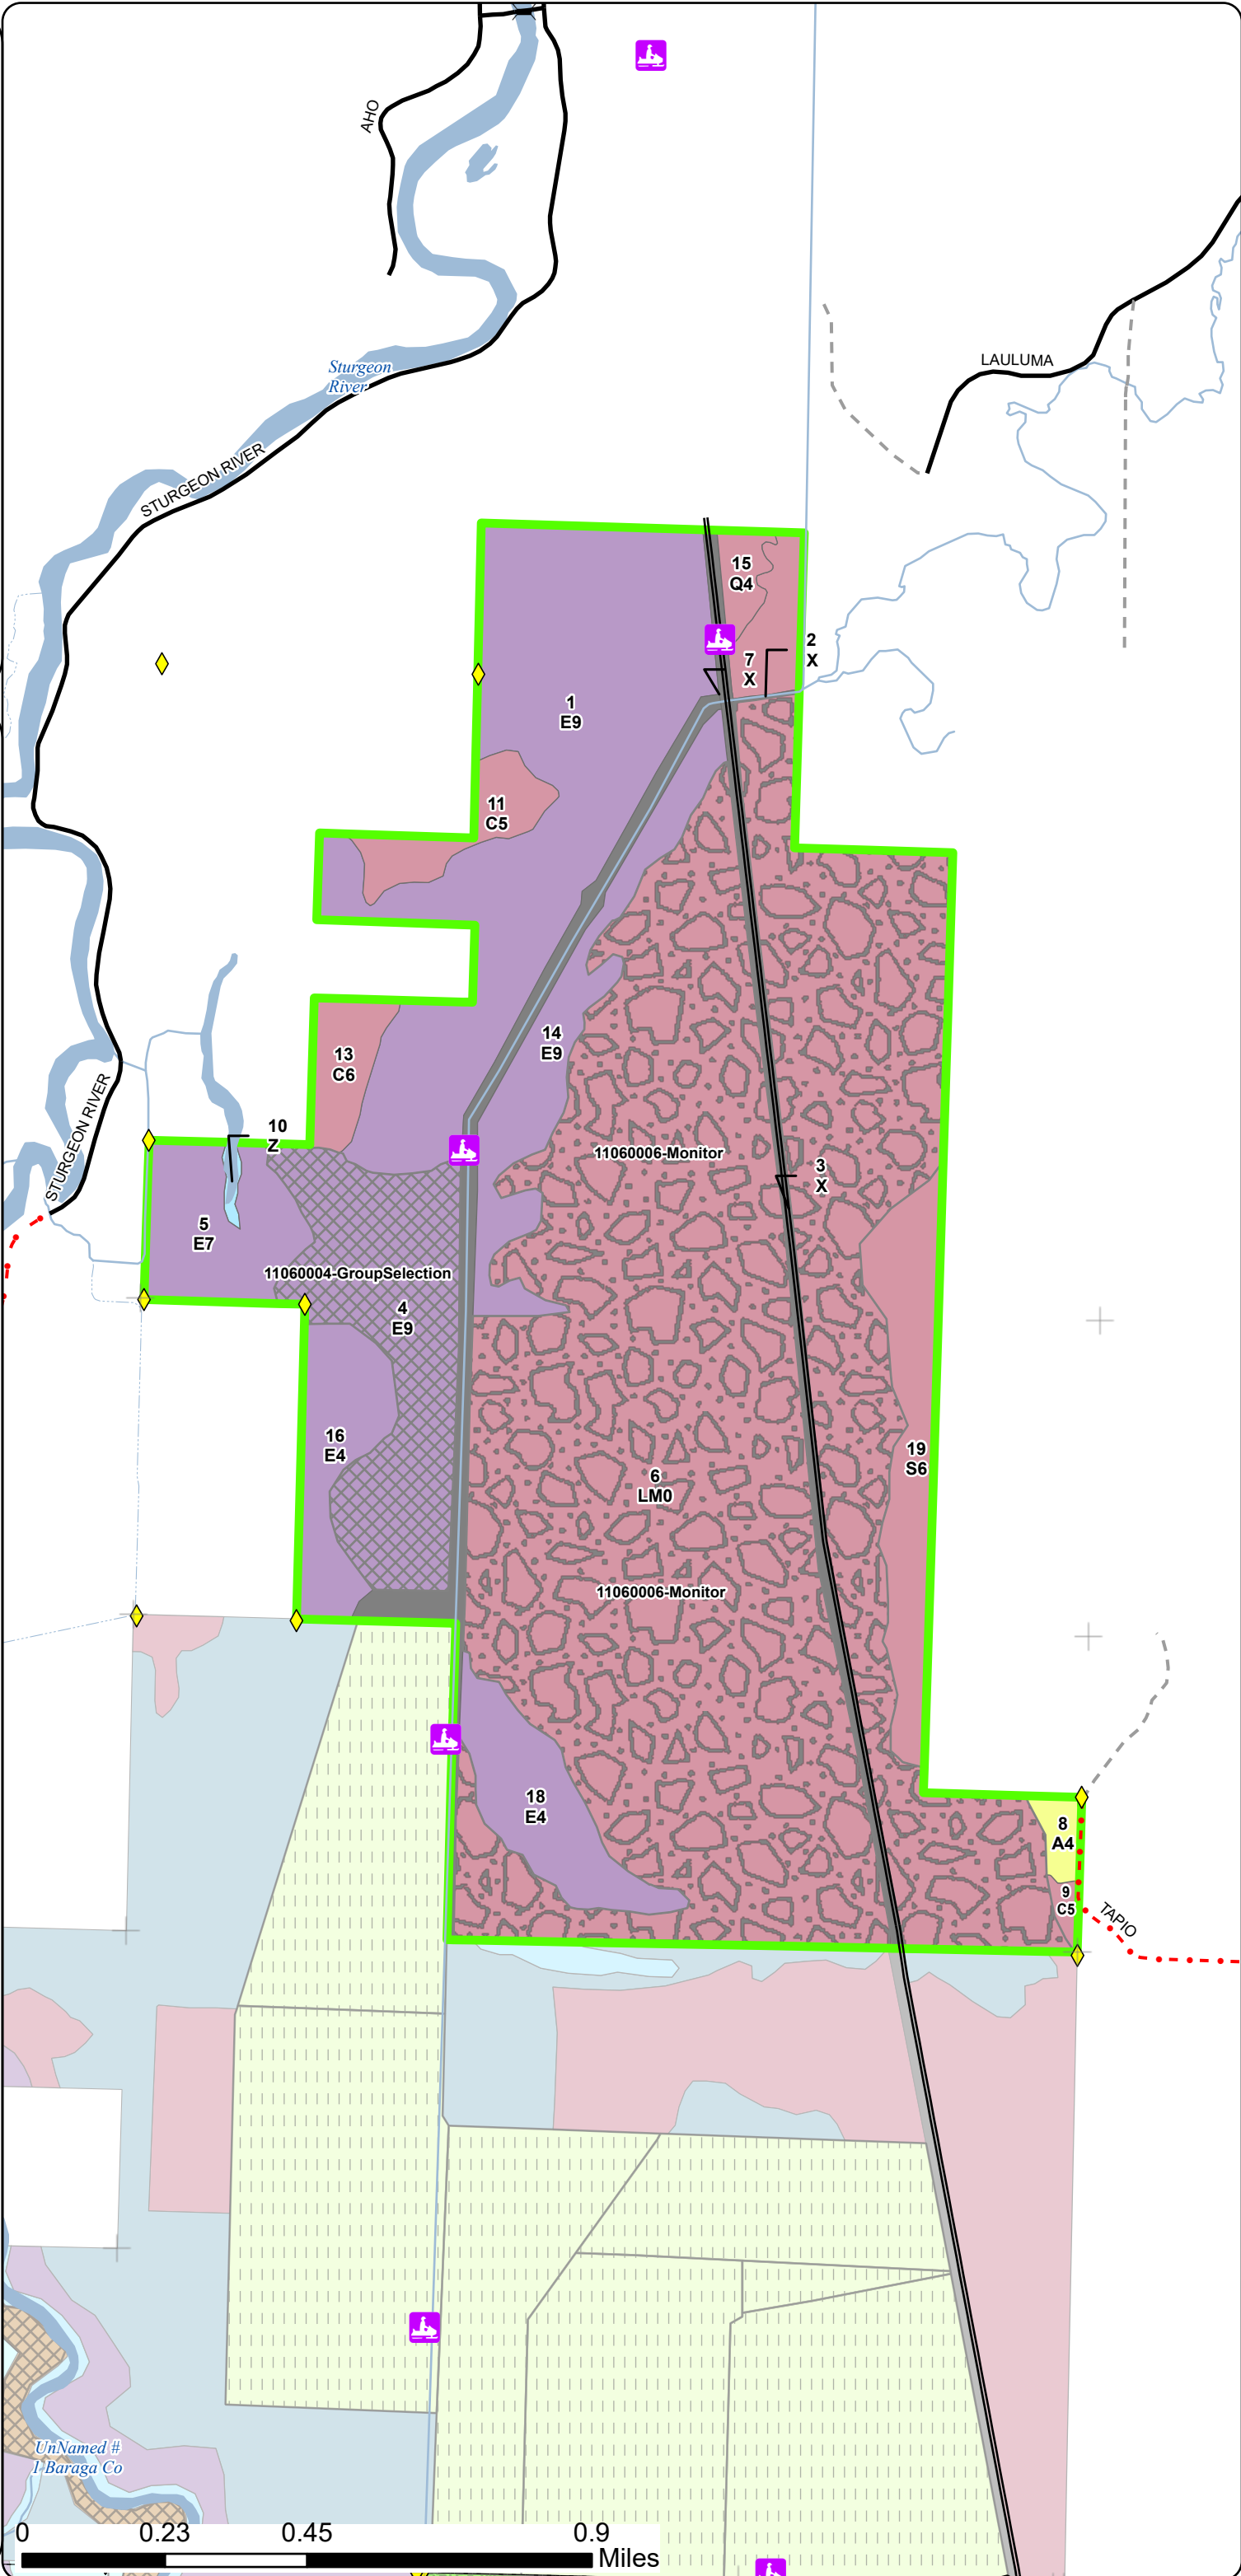 AHO
LAULUMA
Sturgeon
River
STURGEON RIVER
15
Q4
2
X
7
X
1
E9
11
C5
14
E9
13
C6
STURGEON RIVER
10
Z
11060006-Monitor
3
X
5
E7
11060004-GroupSelection
4
E9
16
E4
19
S6
6
LM0
11060006-Monitor
18
E4
8
A4
9
C5
TAPIO
UnNamed #
1 Baraga Co
0 0.23 0.45 0.9
Miles